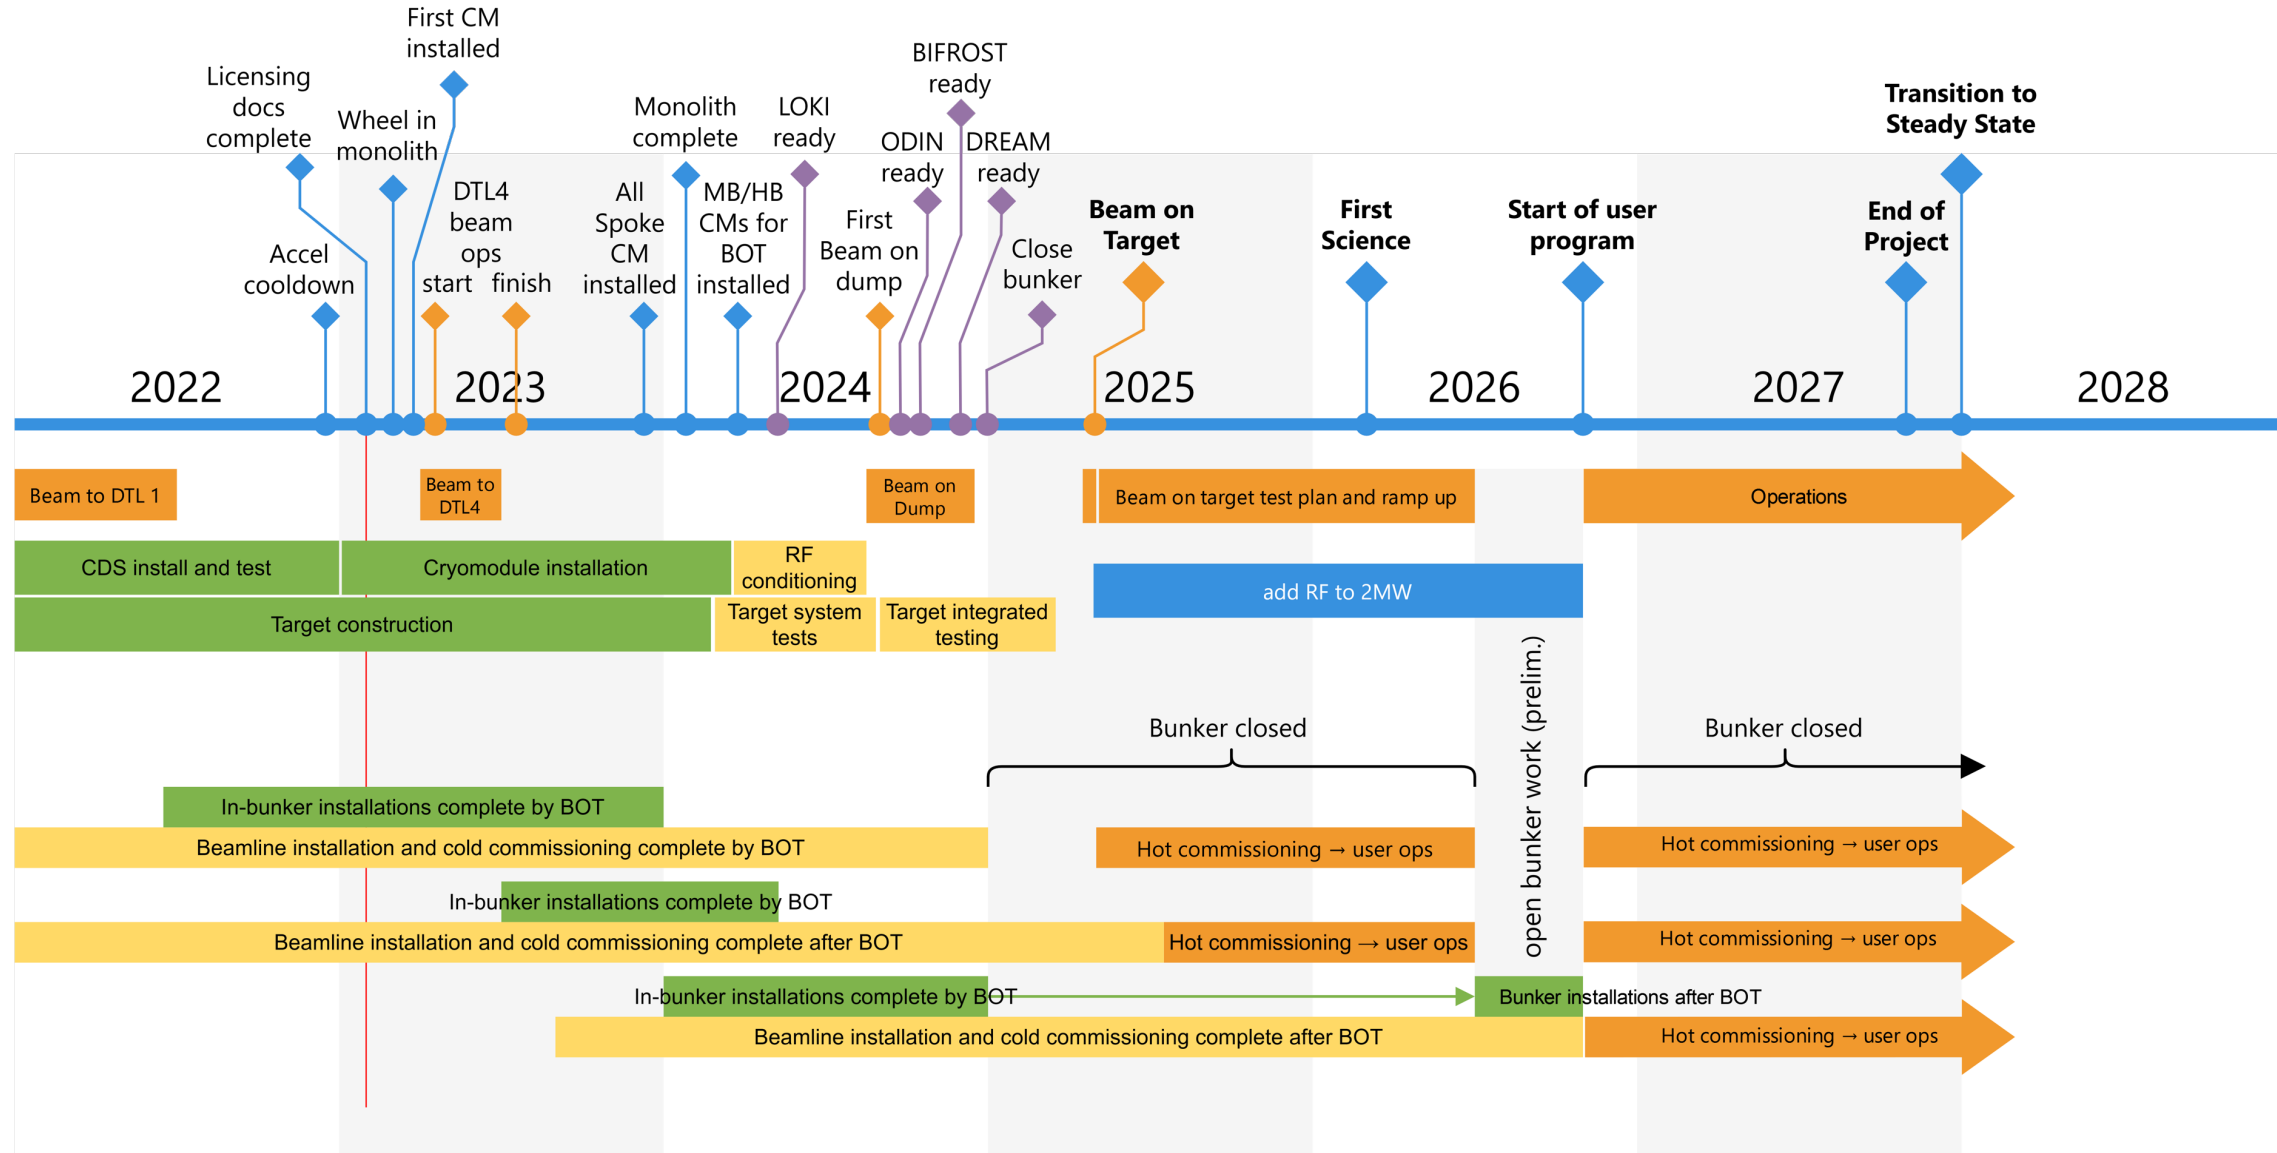 First CM
installed
Licensing
docs
complete
Wheel in
monolith
Accel
cooldown
DTL4
beam
ops
start
finish
All
Spoke
CM
installed
Monolith
complete
MB/HB
CMs for
BOT
installed
LOKI
ready
First
Beam on
dump
ODIN
ready
BIFROST
ready
DREAM
ready
Close
bunker
Beam on
Target
First
Science
Start of user
program
End of
Project
Transition to
Steady State
2022
2023
2024
2025
2026
2027
2028
Beam to DTL 1
Beam to
DTL4
Beam on
Dump
Beam on target test plan and ramp up
Operations
CDS install and test
Cryomodule installation
RF
conditioning
add RF to 2MW
Target construction
Target system
tests
Target integrated
testing
open bunker work (prelim.)
Bunker closed
Bunker closed
In-bunker installations complete by BOT
Beamline installation and cold commissioning complete by BOT
Hot commissioning → user ops
Hot commissioning → user ops
In-bunker installations complete by BOT
Beamline installation and cold commissioning complete after BOT
Hot commissioning → user ops
Hot commissioning → user ops
In-bunker installations complete by BOT
Bunker installations after BOT
Beamline installation and cold commissioning complete after BOT
Hot commissioning → user ops